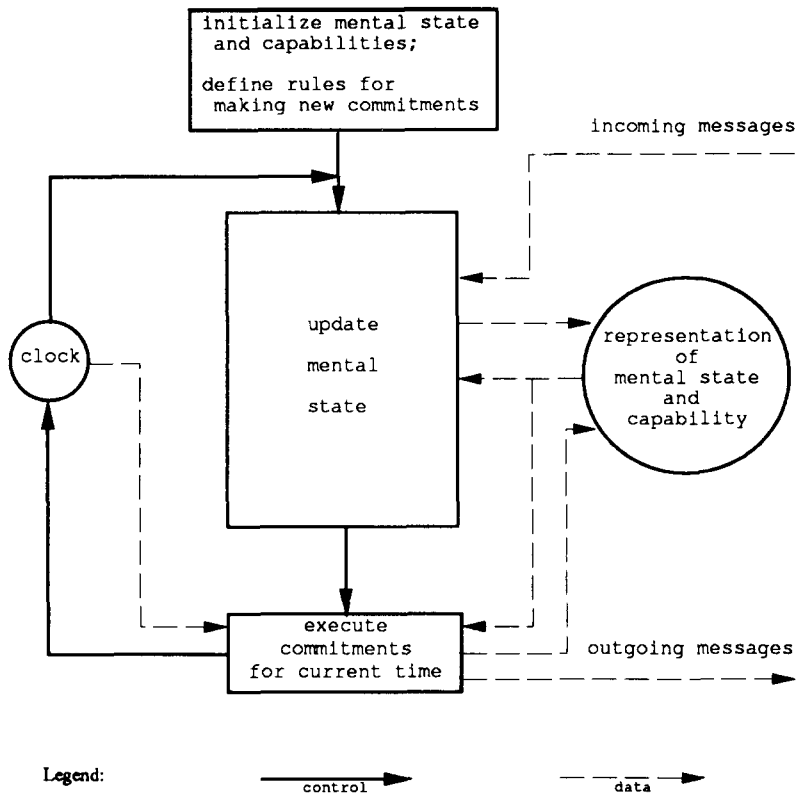 initialize mental state
and capabilities;
define rules for
making new commitments
incoming messages
update
mental
state
clock
representation
of
mental state
and
capability
execute
commitments
for current time
outgoing messages
Legend:
control
data